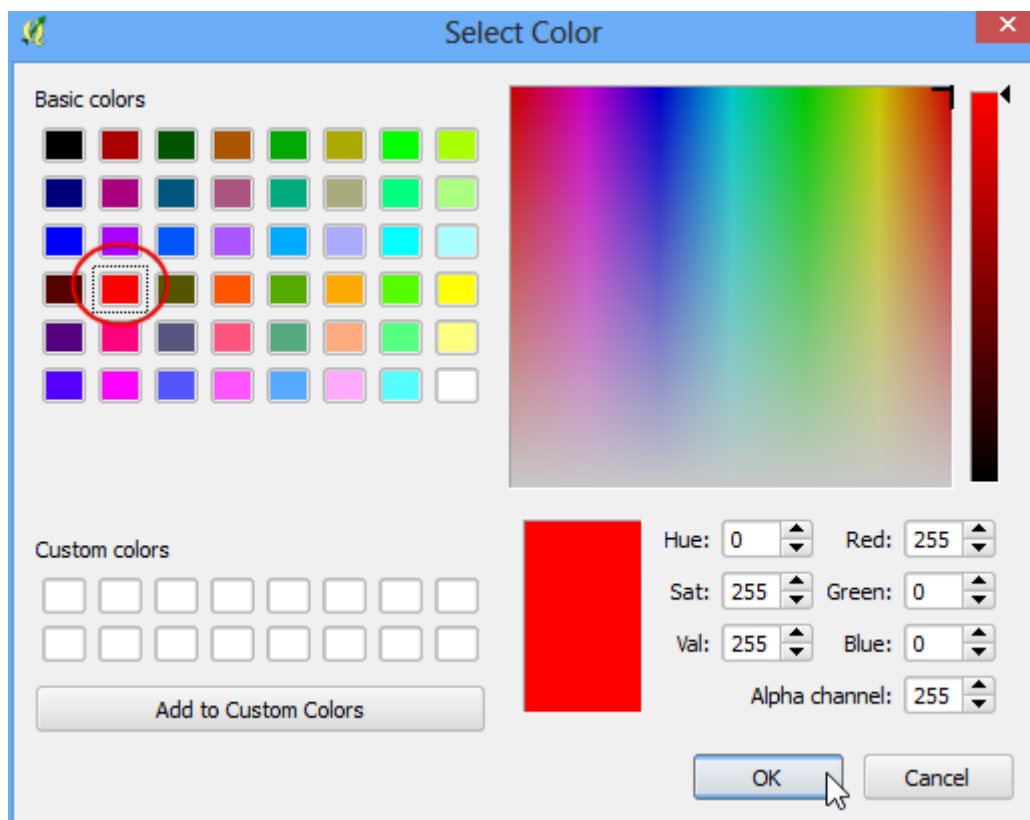 Select Color
Basic colors
Custom colors
Add to Custom Colors
Hue: 0 Red: 255
Sat: 255 Green: 0
Val: 255 Blue: 0
Alpha channel: 255
OK Cancel